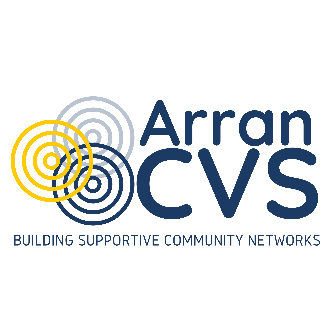 Arran
CVS
BUILDING SUPPORTIVE COMMUNITY NETWORKS